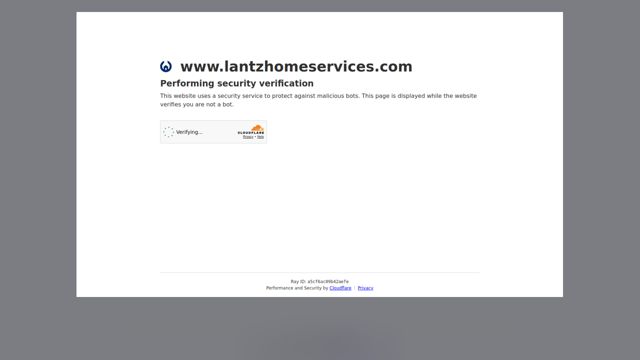 www.lantzhomeservices.com
Performing security verification
This website uses a security service to protect against malicious bots. This page is displayed while the website
verifies you are not a bot.
Verifying...
CLOUDFLARE
Privacy • Help
Ray ID:
Performance and Security by Cloudflare | Privacy